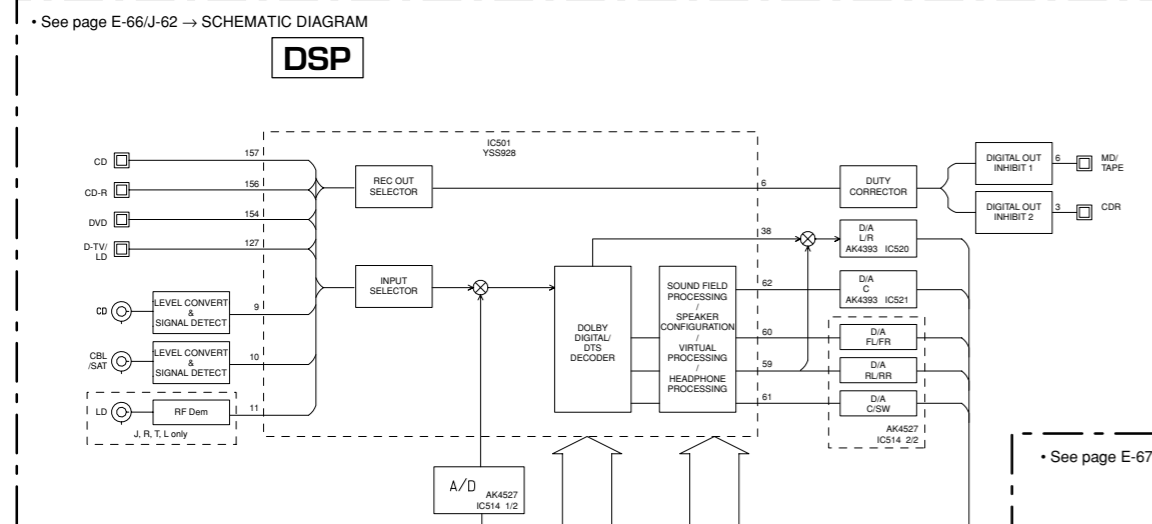 • See page E-66/J-62 → SCHEMATIC DIAGRAM
DSP
IC501
YSS928
CD
157
CD-R
156
DVD
154
D-TV/
LD
127
CD
LEVEL CONVERT
&
SIGNAL DETECT
9
CBL
/SAT
LEVEL CONVERT
&
SIGNAL DETECT
10
LD
RF Dem
11
J, R, T, L only
REC OUT
SELECTOR
INPUT
SELECTOR
A/D
AK4527
IC514 1/2
DOLBY
DIGITAL/
DTS
DECODER
SOUND FIELD
PROCESSING
/
SPEAKER
CONFIGURATION
/
VIRTUAL
PROCESSING
/
HEADPHONE
PROCESSING
6
38
62
60
59
61
DUTY
CORRECTOR
D/A
L/R
AK4393 IC520
D/A
C
AK4393 IC521
D/A
FL/FR
D/A
RL/RR
D/A
C/SW
AK4527
IC514 2/2
DIGITAL OUT
INHIBIT 1
6
MD/
TAPE
DIGITAL OUT
INHIBIT 2
3
CDR
• See page E-67